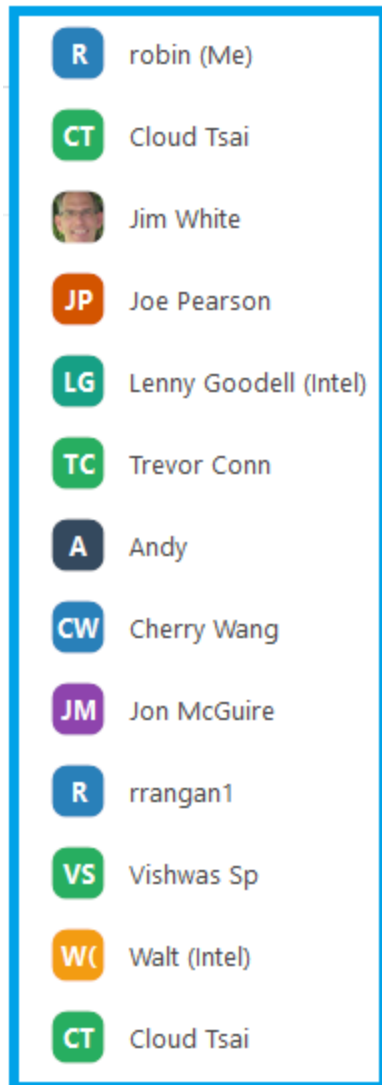 R robin (Me)
CT Cloud Tsai
Jim White
JP Joe Pearson
LG Lenny Goodell (Intel)
TC Trevor Conn
A Andy
CW Cherry Wang
JM Jon McGuire
R rrangan1
VS Vishwas Sp
W( Walt (Intel)
CT Cloud Tsai